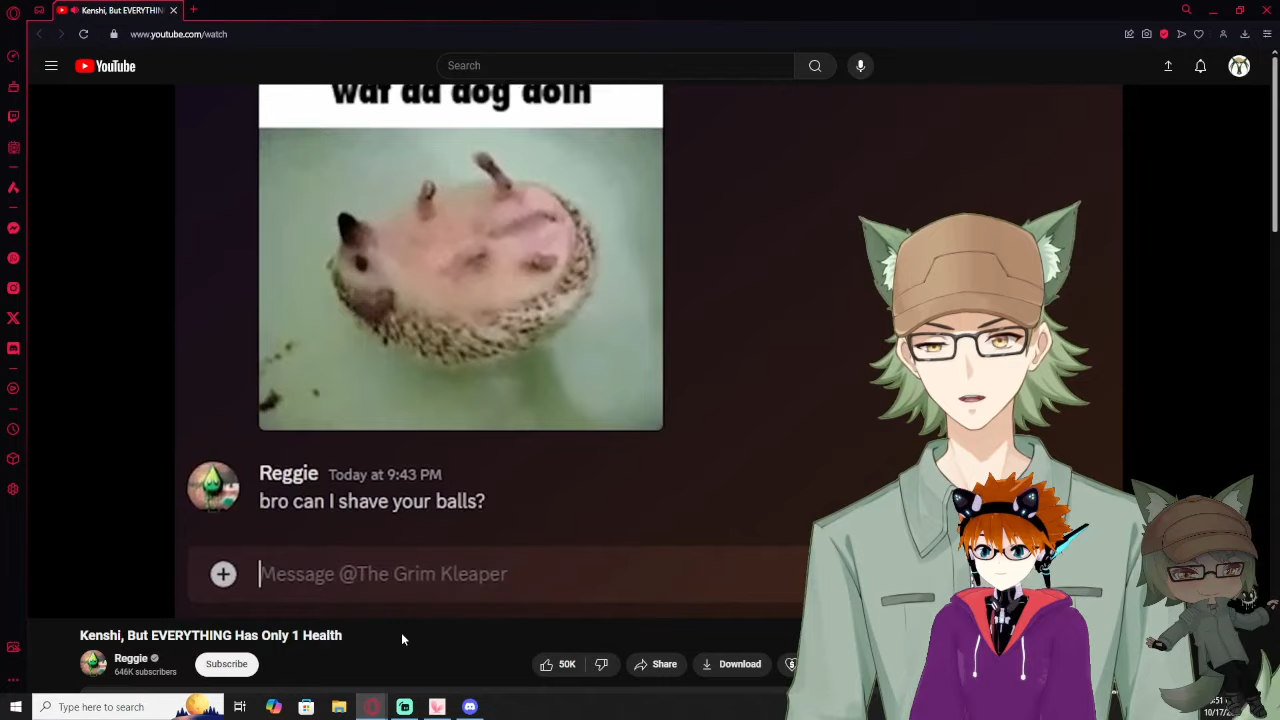 Kenshi, But EVERYTHIN
www.youtube.com/watch
YouTube
Search
wat da dog doin
Reggie Today at 9:43 PM
bro can I shave your balls?
Message @The Grim Kleaper
Kenshi, But EVERYTHING Has Only 1 Health
Reggie
646K subscribers
Subscribe
50K
Share
Download
Type here to search
10/17/